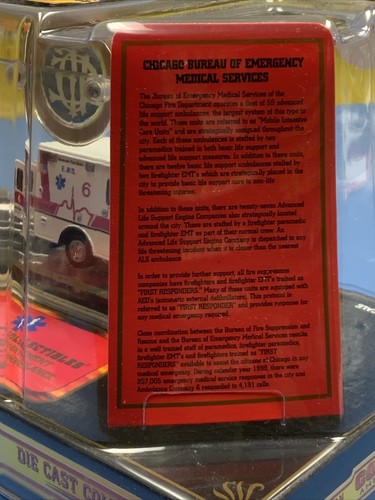 CHICAGO BUREAU OF EMERGENCY
MEDICAL SERVICES
The Bureau of Emergency Medical Services of the
Chicago Fire Department operates a fleet of 59 advanced
life support ambulances, the largest system of its type
in the world. These units are referred to as "Mobile Intensive
Care Units" and are strategically assigned throughout the
city. Each of these ambulances is staffed by two
paramedics trained in both basic life support and
advanced life support measures. In addition to these units,
there are twelve basic life support ambulances staffed by
two firefighter EMT's which are strategically placed in the
city to provide basic life support care to non-life
threatening injuries.
In addition to these units, there are twenty-seven Advanced
Life Support Engine Companies also strategically located
around the city. These are staffed by a firefighter paramedic
and firefighter EMT as part of their normal crew. An
Advanced Life Support Engine Company is dispatched to any
life threatening incident when it is closer than the nearest
ALS ambulance
In order to provide further support, all fire suppression
companies have firefighters and firefighter EMT's trained as
"FIRST RESPONDERS." Many of these units are equipped with
AED's (automatic external defibrillators). This protocol is
referred to as "FIRST RESPONDER" and provides response for
any medical emergency required.
Close coordination between the Bureau of Fire Suppression and
Rescue and the Bureau of Emergency Medical Services results
in a well trained staff of paramedics, firefighter paramedics,
firefighter EMT's and firefighters trained as "FIRST
RESPONDERS" available to assist the citizens of Chicago in any
medical emergency. During calendar year 1999, there were
257,005 emergency medical service responses in the city and
Ambulance Company 6 responded to 4,191 calls.
6
DIE CAST